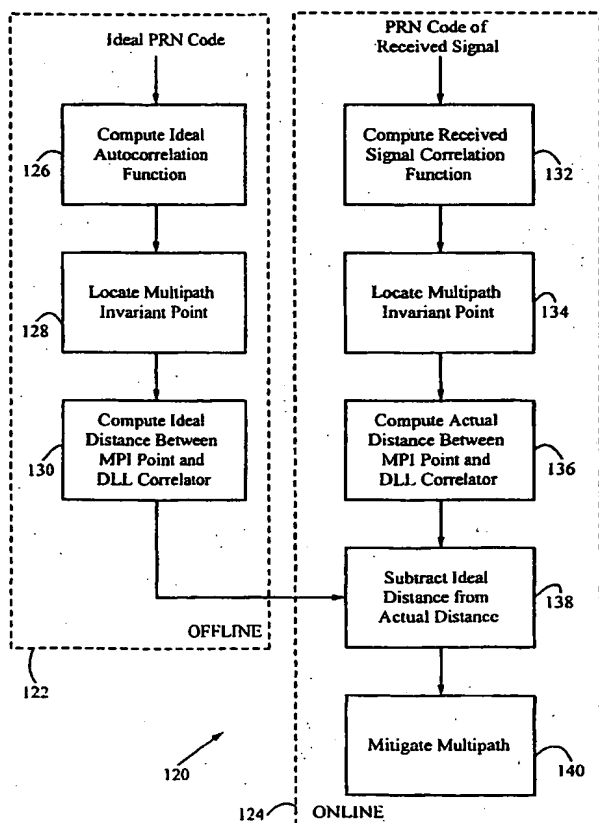 Ideal PRN Code
Compute Ideal
Autocorrelation
Function
126
Locate Multipath
Invariant Point
128
Compute Ideal
Distance Between
MPI Point and
DLL Correlator
130
OFFLINE
122
PRN Code of
Received Signal
Compute Received
Signal Correlation
Function
132
Locate Multipath
Invariant Point
134
Compute Actual
Distance Between
MPI Point and
DLL Correlator
136
Subtract Ideal
Distance from
Actual Distance
138
Mitigate Multipath
140
120
124
ONLINE